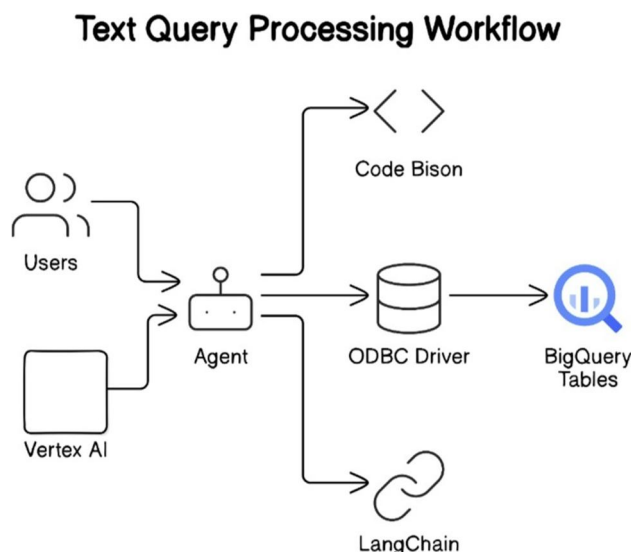 Text Query Processing Workflow
Code Bison
Users
Agent
ODBC Driver
BigQuery
Tables
Vertex AI
LangChain